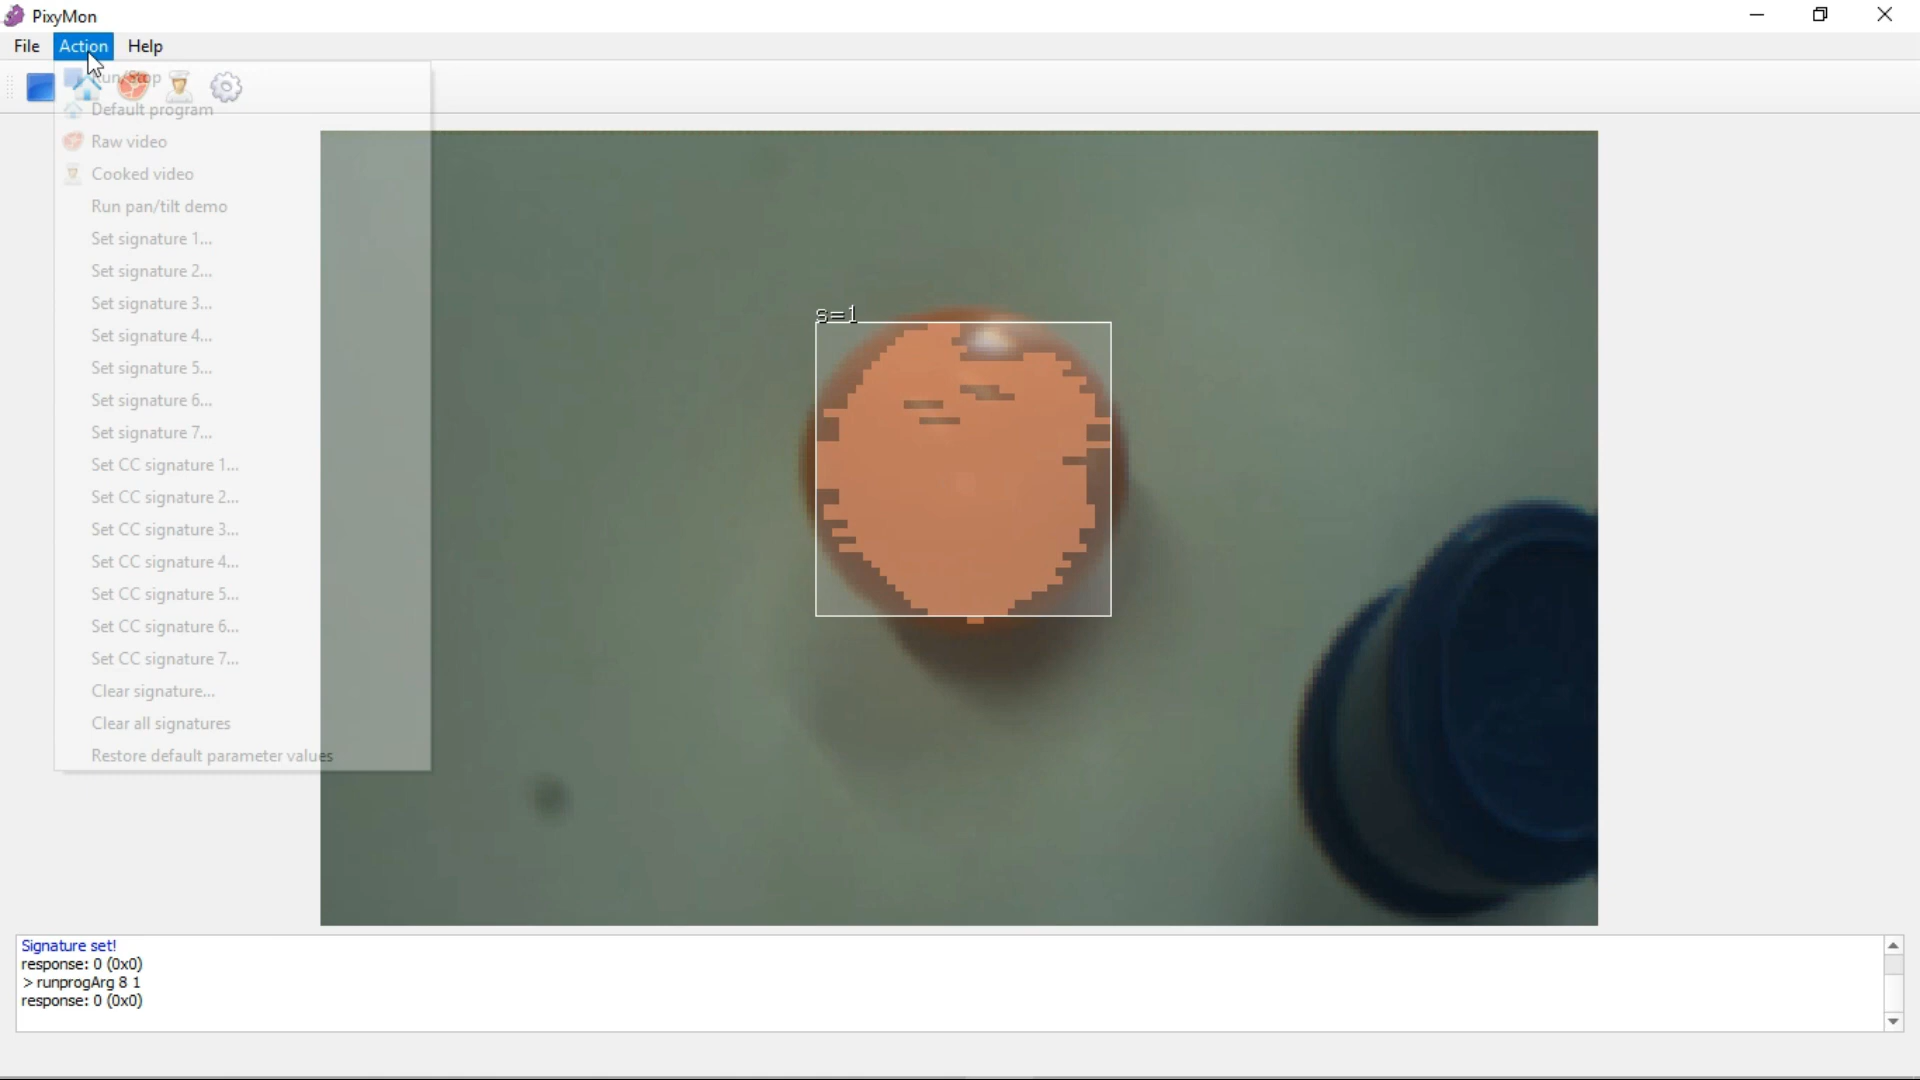 PixyMon
File Action Help
Run/Stop
Default program
Raw video
Cooked video
Run pan/tilt demo
Set signature 1...
Set signature 2...
Set signature 3...
Set signature 4...
Set signature 5...
Set signature 6...
Set signature 7...
Set CC signature 1...
Set CC signature 2...
Set CC signature 3...
Set CC signature 4...
Set CC signature 5...
Set CC signature 6...
Set CC signature 7...
Clear signature...
Clear all signatures
Restore default parameter values
s=1
Signature set!
response: 0 (0x0)
> runprogArg 8 1
response: 0 (0x0)